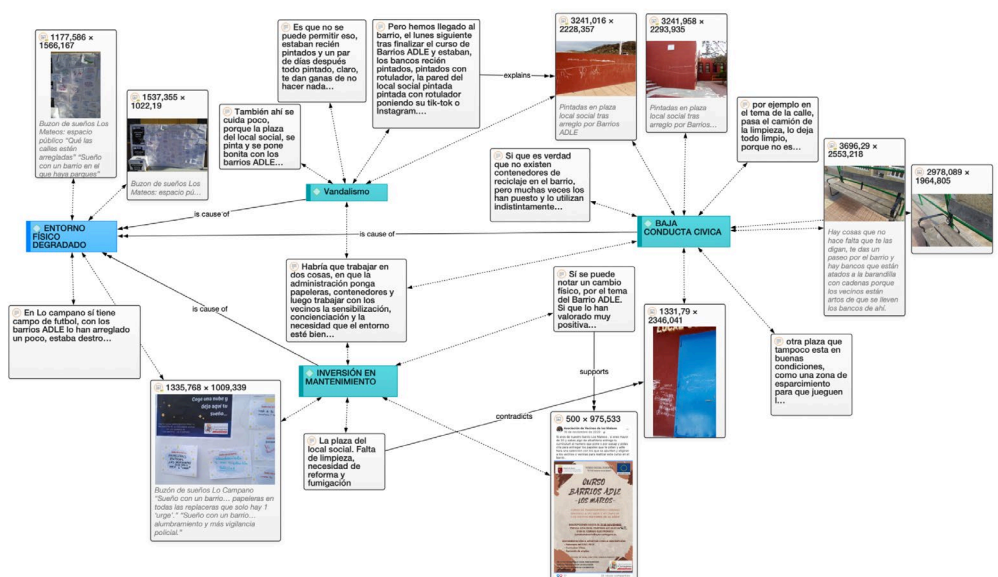 1177,586 ×
1566,167
Buzon de sueños Los
Mateos: espacio
público "Qué las
calles estén
arregladas" "Sueño
con un barrio en el
que haya parques"
1537,355 ×
1022,19
Buzon de sueños Los
Mateos: espacio pú...
Es que no se
puede permitir eso,
estaban recién
pintados y un par
de días después
todo pintado, claro,
te dan ganas de no
hacer nada...
También ahí se
cuida poco,
porque la plaza
del local social, se
pinta y se pone
bonita con los
barrios ADLE...
Pero hemos llegado al
barrio, el lunes siguiente
tras finalizar el curso de
Barrios ADLE y estaban,
los bancos recién
pintados, pintados con
rotulador, la pared del
local social pintada
pintada con rotulador
poniendo su tik-tok o
instagram....
explains
3241,016 ×
2228,357
Pintadas en plaza
local social tras
arreglo por Barrios
ADLE
3241,958 ×
2293,935
Pintadas en plaza
local social tras
arreglo por Barrios...
por ejemplo en
el tema de la calle,
pasa el camión de
la limpieza, lo deja
todo limpio,
porque no es...
Si que es verdad
que no existen
contenedores de
reciclaje en el barrio,
pero muchas veces los
han puesto y lo utilizan
indistintamente...
3696,29 ×
2553,218
Hay cosas que no
hace falta que te las
digan, te das un
paseo por el barrio y
hay bancos que están
atados a la barandilla
con cadenas porque
los vecinos están
artos de que se lleven
los bancos de ahí.
2978,089 ×
1964,805
Vandalismo
is cause of
ENTORNO
FÍSICO
DEGRADADO
is cause of
BAJA
CONDUCTA CIVICA
Habría que trabajar en
dos cosas, en que la
administración ponga
papeleras, contenedores y
luego trabajar con los
vecinos la sensibilización,
concienciación y la
necesidad que el entorno
esté bien...
Sí se puede
notar un cambio
físico, por el tema
del Barrio ADLE.
Si que lo han
valorado muy
positiva...
En Lo campano sí tiene
campo de futbol, con los
barrios ADLE lo han arreglado
un poco, estaba destro...
is cause of
1331,79 ×
2346,041
otra plaza que
tampoco esta en
buenas
condiciones,
como una zona de
esparcimiento
para que jueguen
l...
INVERSIÓN EN
MANTENIMIENTO
supports
contradicts
1335,768 × 1009,339
Coge una nube y
deja aquí tu
sueño...
Buzón de sueños Lo Campano
"Sueño con un barrio... papeleras en
todas las replaceras que solo hay 1
'urge'." "Sueño con un barrio...
alumbramiento y más vigilancia
policial."
La plaza del
local social. Falta
de limpieza,
necesidad de
reforma y
fumigación
500 × 975,533
CURSO
BARRIOS ADLE
-LOS MATEOS-